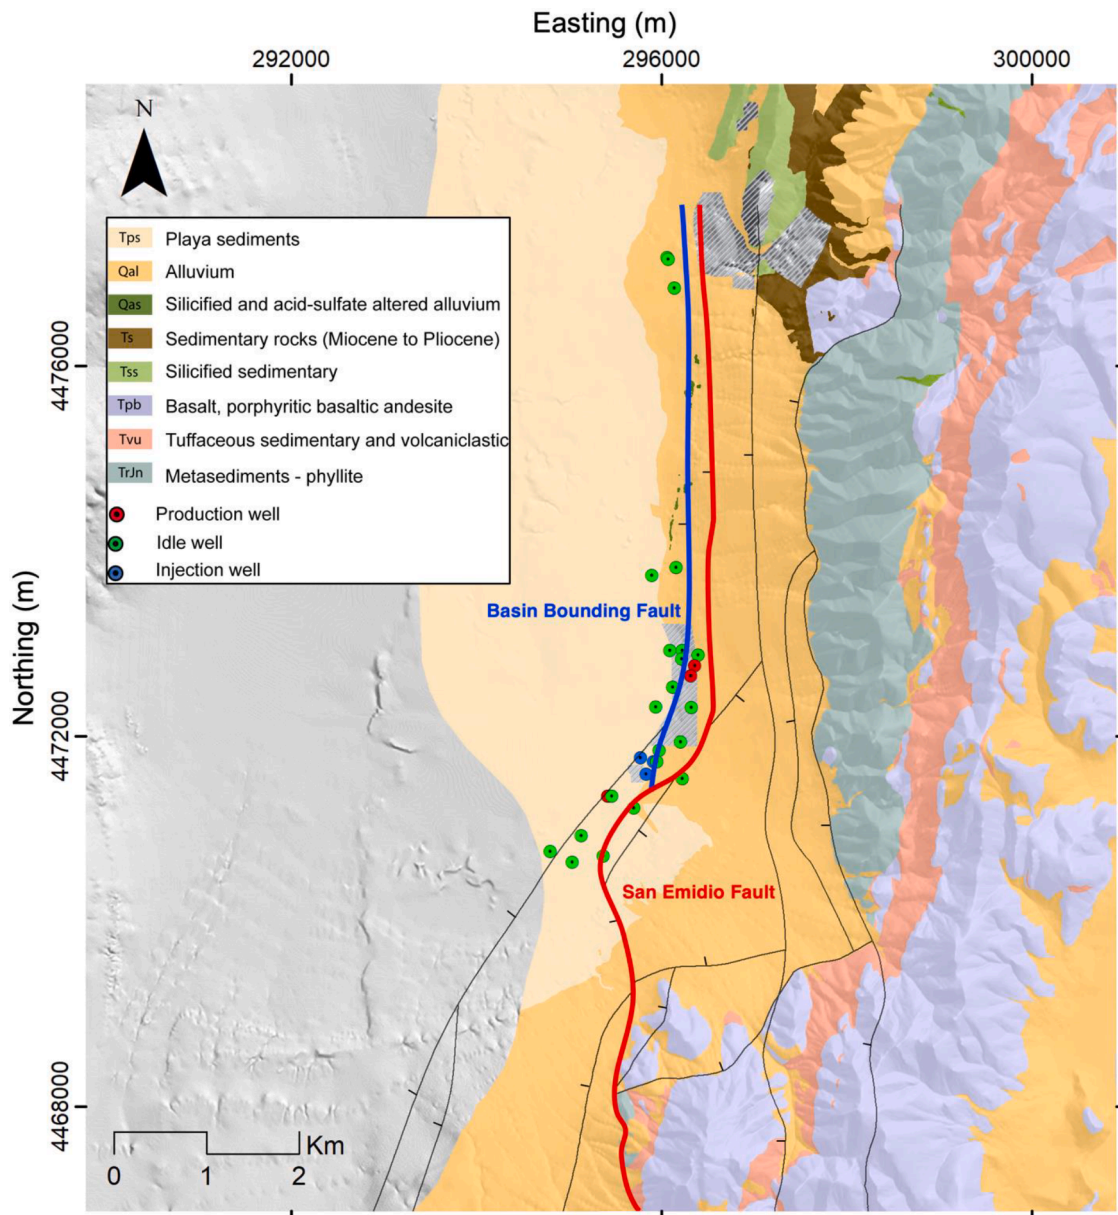 Easting (m)
292000
296000
300000
N
Tps Playa sediments
Qal Alluvium
Qas Silicified and acid-sulfate altered alluvium
Ts Sedimentary rocks (Miocene to Pliocene)
Tss Silicified sedimentary
Tpb Basalt, porphyritic basaltic andesite
Tvu Tuffaceous sedimentary and volcaniclastic
TrJn Metasediments - phyllite
Production well
Idle well
Injection well
4476000
Northing (m)
Basin Bounding Fault
4472000
San Emidio Fault
4468000
Km
0 1 2